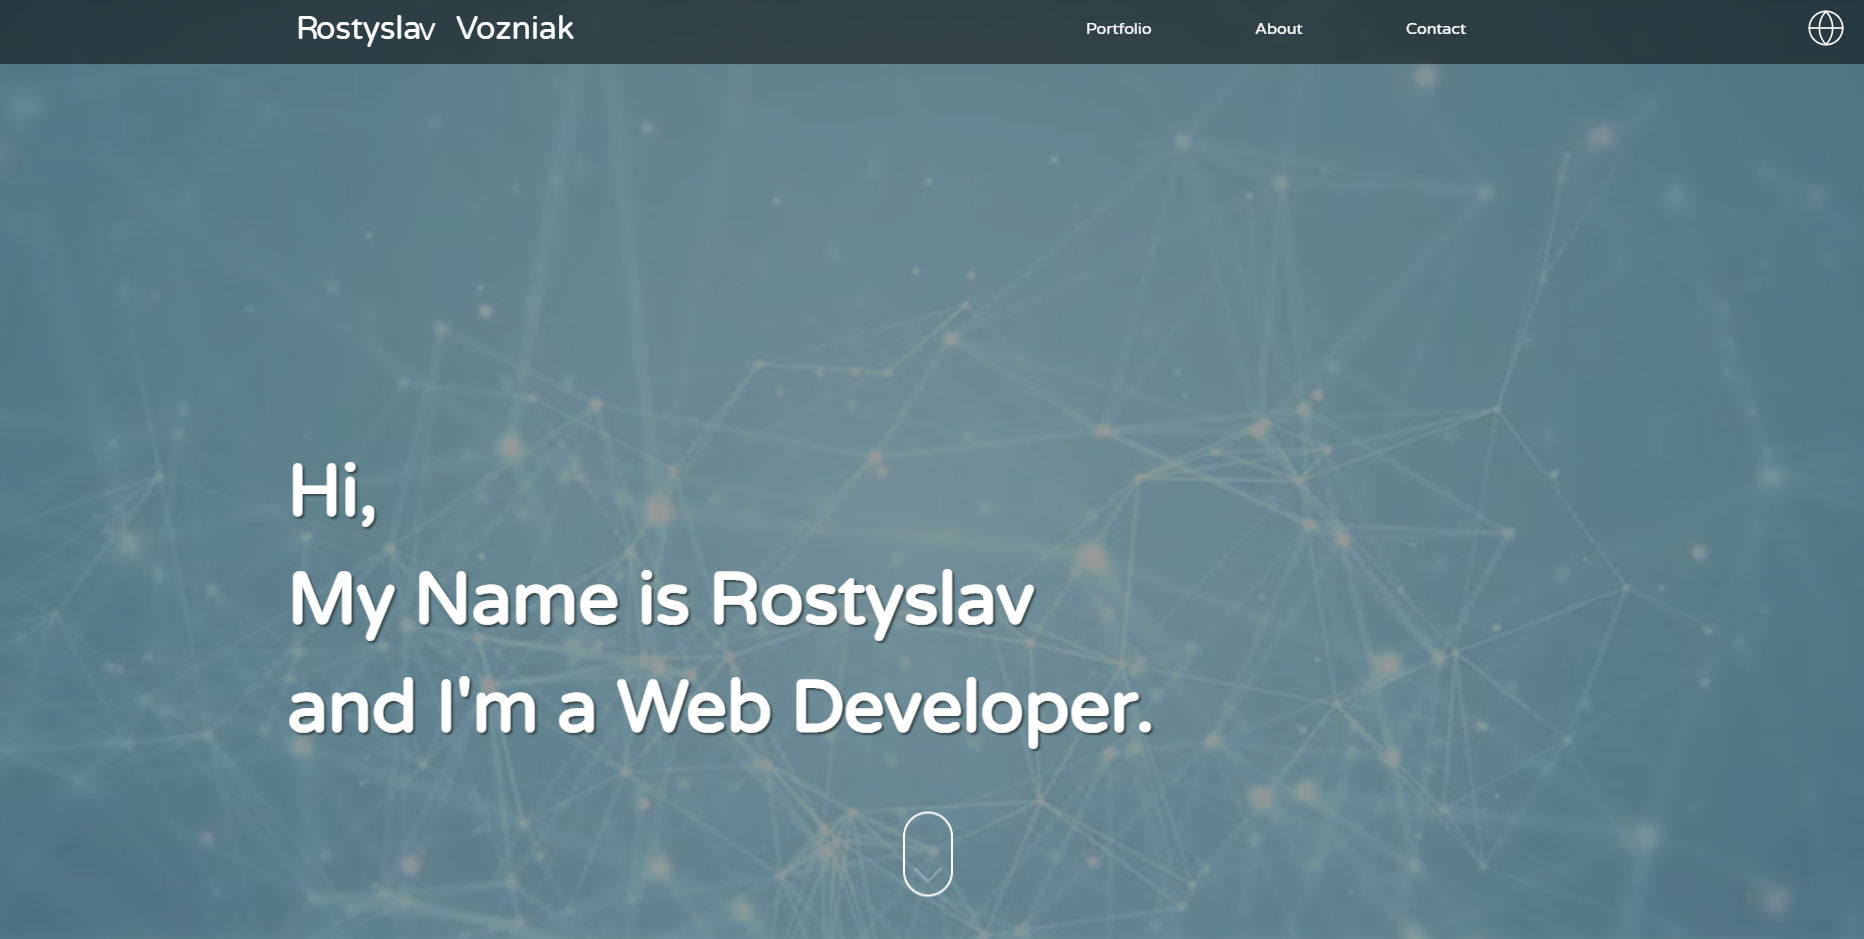 Rostyslav Vozniak
Portfolio
About
Contact
Hi,
My Name is Rostyslav
and I'm a Web Developer.